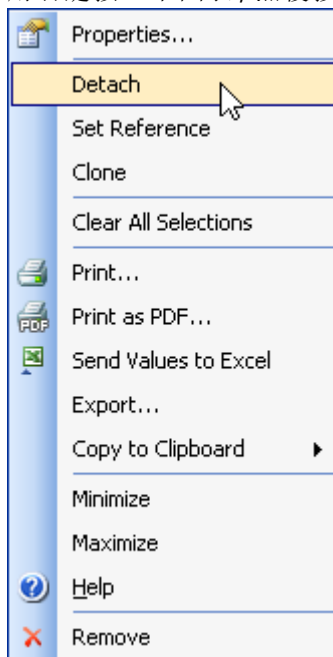 Properties...
Detach
Set Reference
Clone
Clear All Selections
Print...
PDF
Print as PDF...
Send Values to Excel
Export...
Copy to Clipboard
Minimize
Maximize
Help
Remove